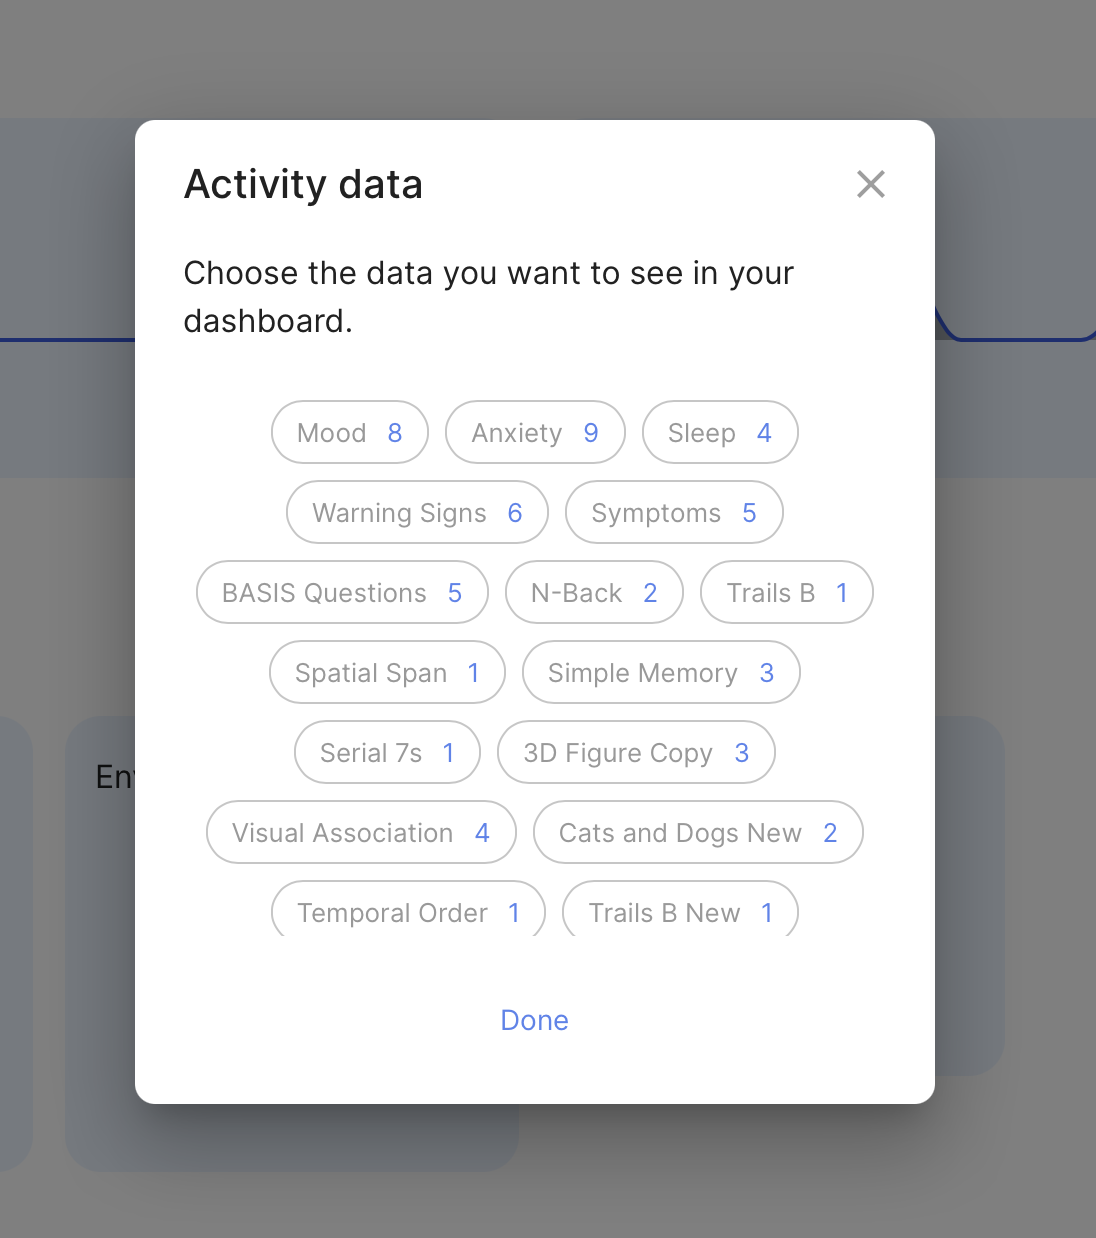 Activity data
Choose the data you want to see in your
dashboard.
Mood 8 Anxiety 9 Sleep 4
Warning Signs 6 Symptoms 5
BASIS Questions 5 N-Back 2 Trails B 1
Spatial Span 1 Simple Memory 3
Serial 7s 1 3D Figure Copy 3
En
Visual Association 4 Cats and Dogs New 2
Temporal Order 1 Trails B New 1
Done